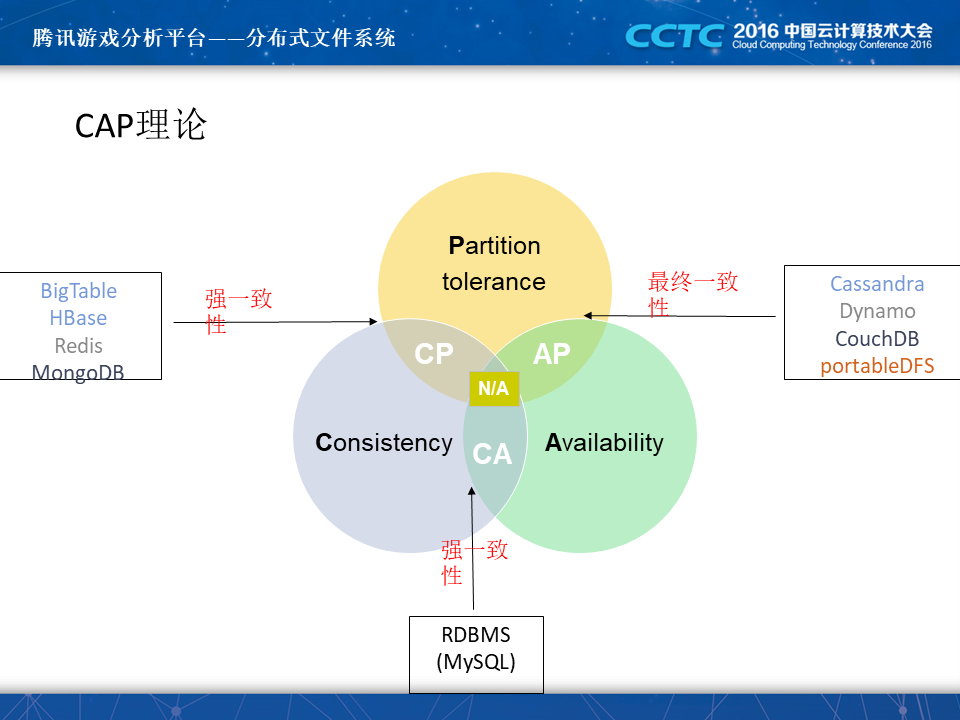 腾讯游戏分析平台——分布式文件系统
CCTC 2016 中国云计算技术大会
Cloud Computing Technology Conference 2016
CAP理论
Partition
tolerance
BigTable
HBase
Redis
MongoDB
强一致
性
最终一致
性
Cassandra
Dynamo
CouchDB
portableDFS
CP
AP
N/A
Consistency
CA
Availability
强一致
性
RDBMS
(MySQL)